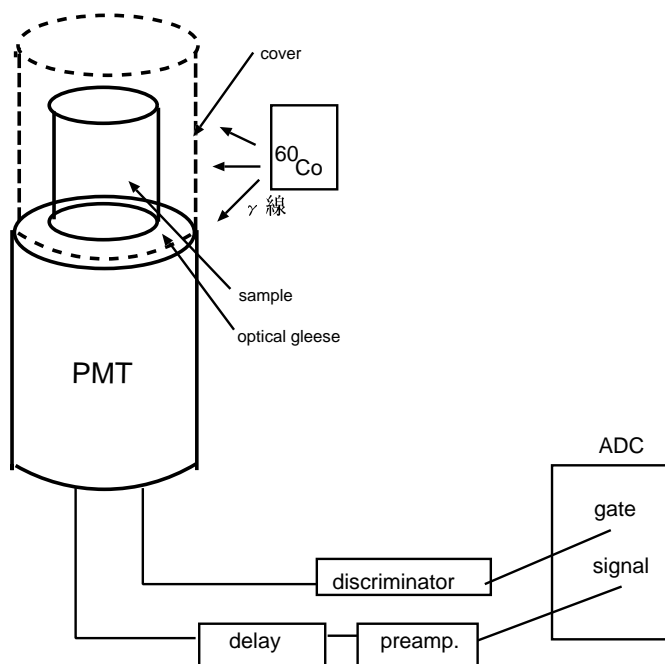 cover
60Co
γ 線
sample
optical gleese
PMT
ADC
gate
signal
discriminator
delay
preamp.